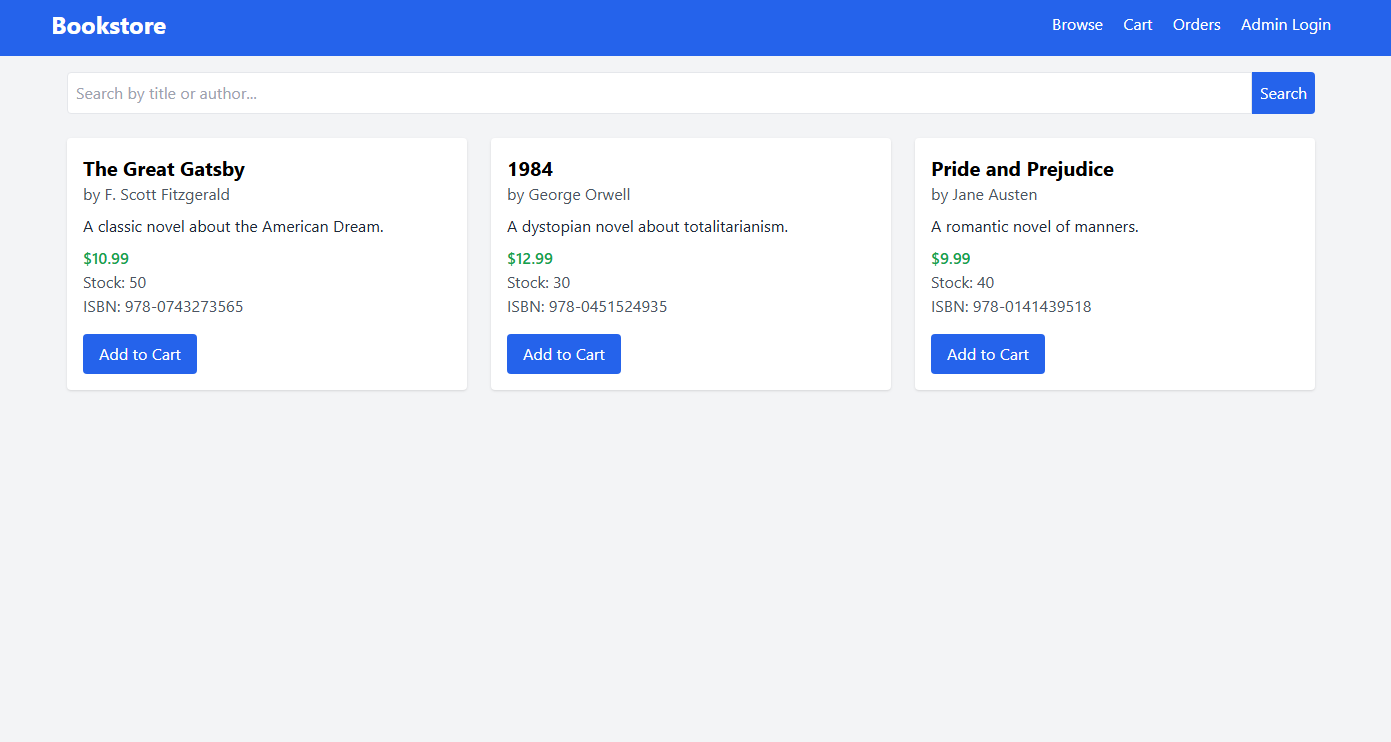 Bookstore
Browse Cart Orders Admin Login
Search by title or author...
Search
The Great Gatsby
by F. Scott Fitzgerald
A classic novel about the American Dream.
$10.99
Stock: 50
ISBN: 978-0743273565
Add to Cart
1984
by George Orwell
A dystopian novel about totalitarianism.
$12.99
Stock: 30
ISBN: 978-0451524935
Add to Cart
Pride and Prejudice
by Jane Austen
A romantic novel of manners.
$9.99
Stock: 40
ISBN: 978-0141439518
Add to Cart